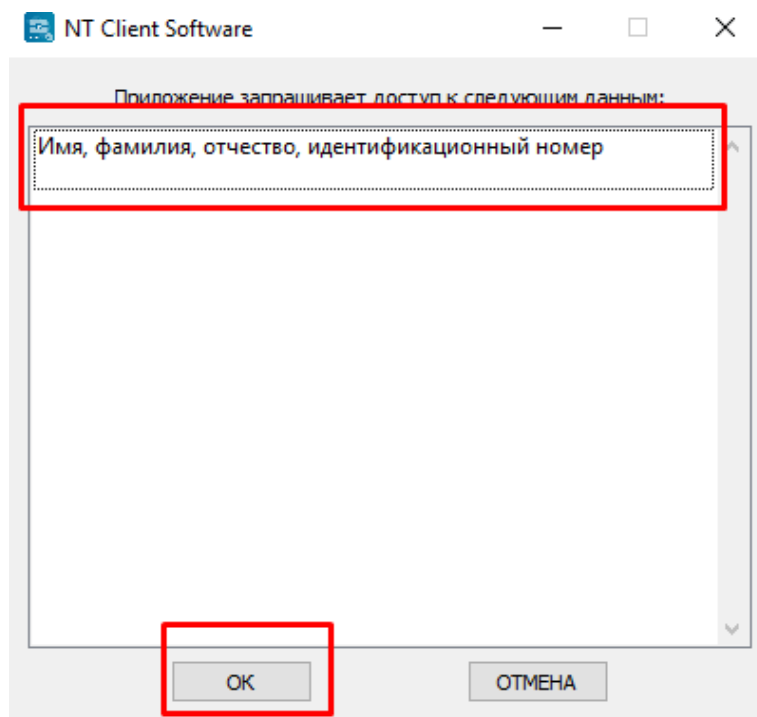 NT Client Software
Приложение запрашивает доступ к следующим данным:
Имя, фамилия, отчество, идентификационный номер
ОК
ОТМЕНА